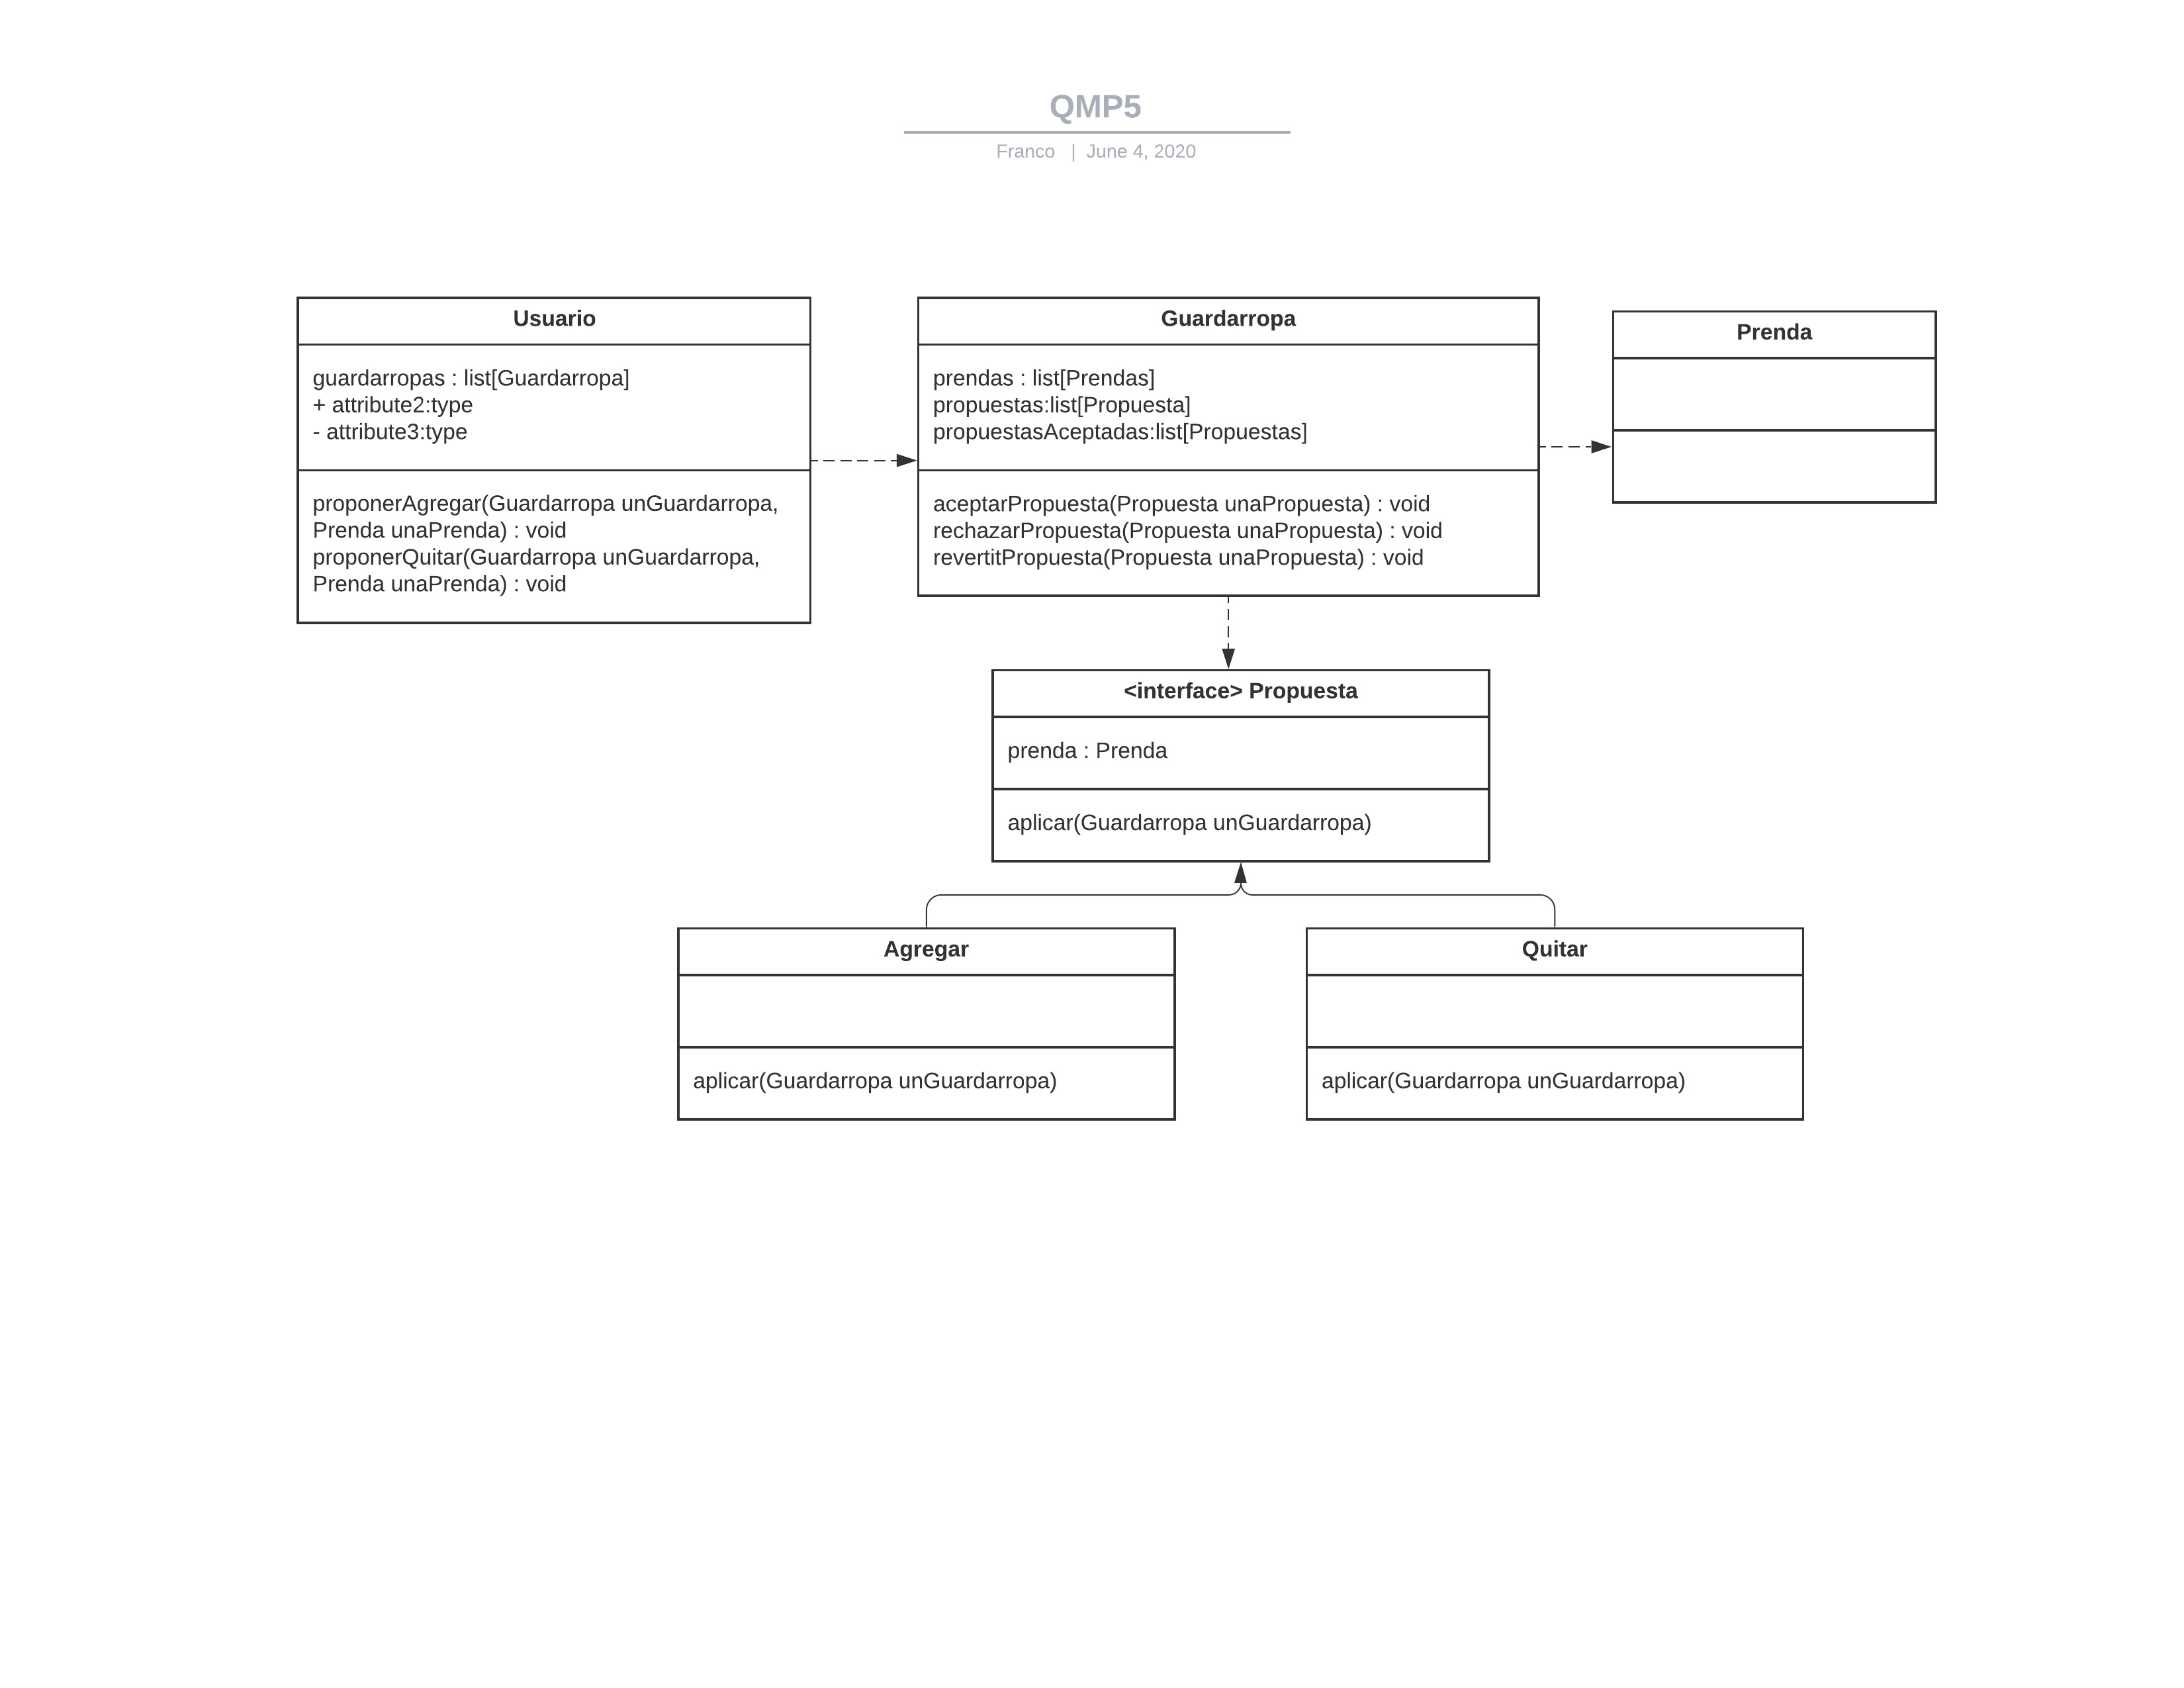 QMP5
Franco | June 4, 2020
Usuario
guardarropas : list[Guardarropa]
+ attribute2:type
- attribute3:type
proponerAgregar(Guardarropa unGuardarropa,
Prenda unaPrenda) : void
proponerQuitar(Guardarropa unGuardarropa,
Prenda unaPrenda) : void
Guardarropa
prendas : list[Prendas]
propuestas:list[Propuesta]
propuestasAceptadas:list[Propuestas]
aceptarPropuesta(Propuesta unaPropuesta) : void
rechazarPropuesta(Propuesta unaPropuesta) : void
revertitPropuesta(Propuesta unaPropuesta) : void
Prenda
<interface> Propuesta
prenda : Prenda
aplicar(Guardarropa unGuardarropa)
Agregar
aplicar(Guardarropa unGuardarropa)
Quitar
aplicar(Guardarropa unGuardarropa)